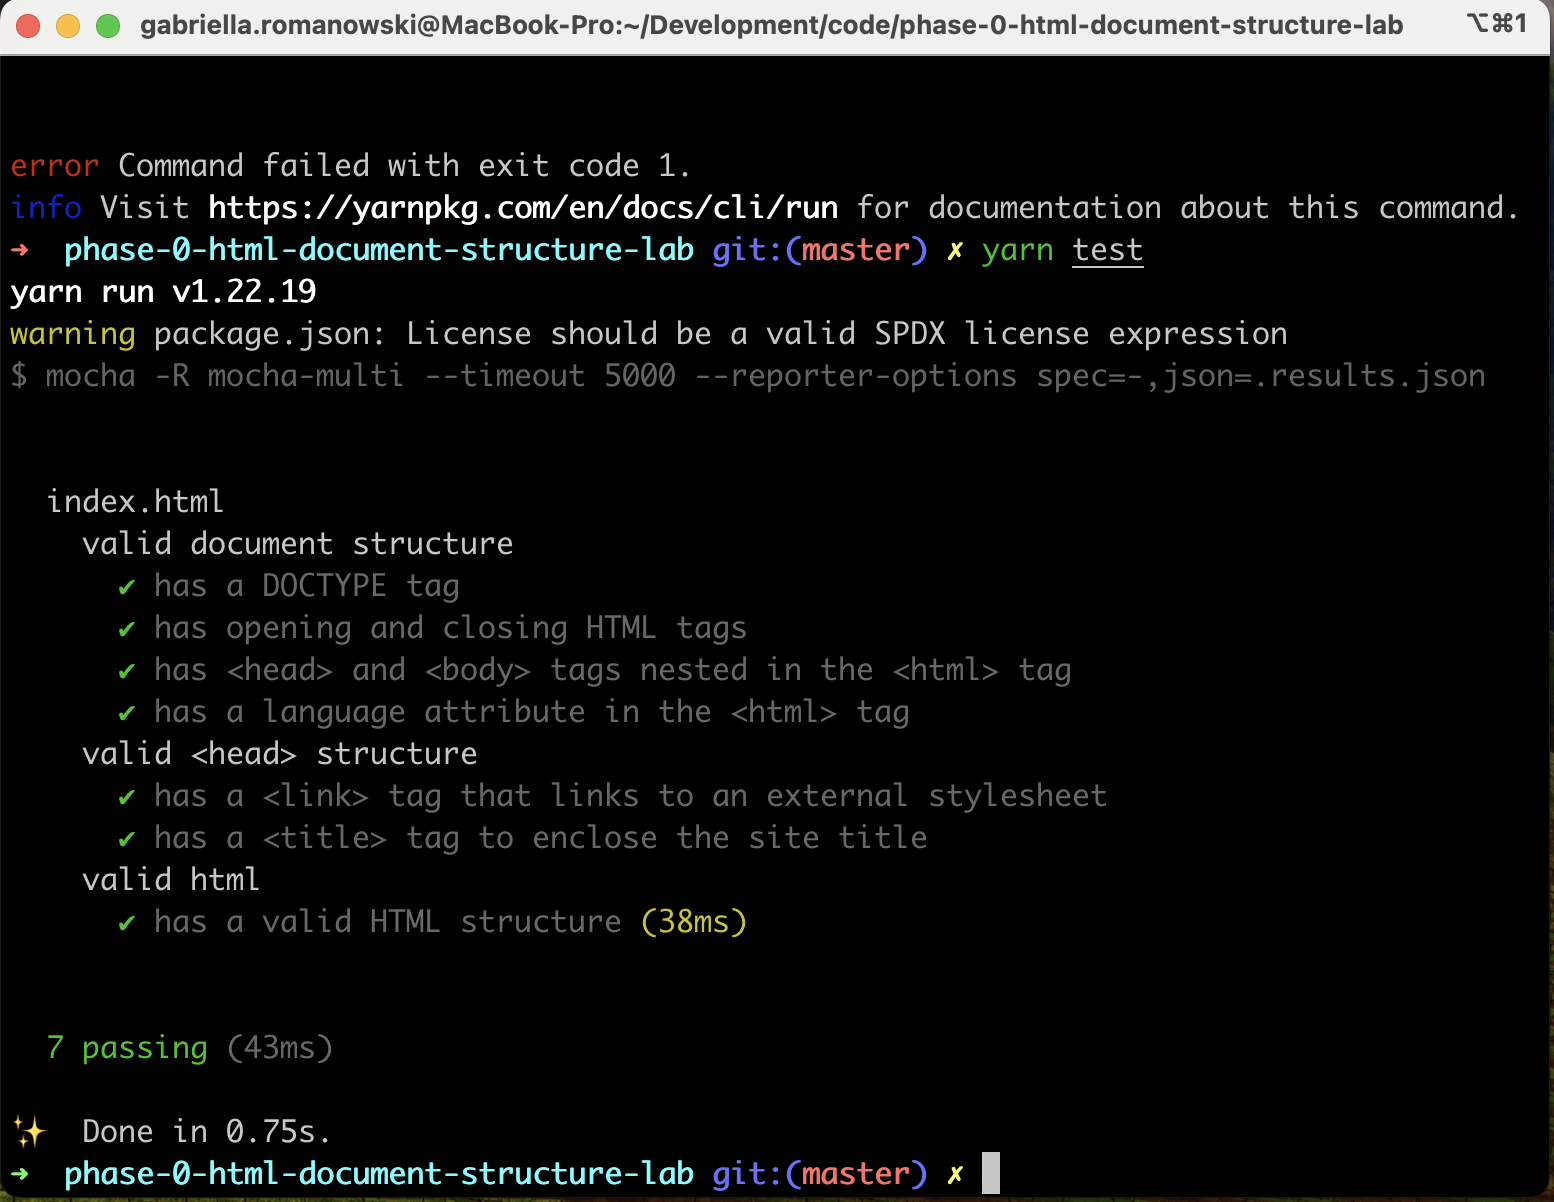 gabriella.romanowski@MacBook-Pro:~/Development/code/phase-0-html-document-structure-lab ⌥⌘1
error Command failed with exit code 1.
info Visit https://yarnpkg.com/en/docs/cli/run for documentation about this command.
➜ phase-0-html-document-structure-lab git:(master) ✗ yarn test
yarn run v1.22.19
warning package.json: License should be a valid SPDX license expression
$ mocha -R mocha-multi --timeout 5000 --reporter-options spec=-,json=.results.json
index.html
valid document structure
✔ has a DOCTYPE tag
✔ has opening and closing HTML tags
✔ has <head> and <body> tags nested in the <html> tag
✔ has a language attribute in the <html> tag
valid <head> structure
✔ has a <link> tag that links to an external stylesheet
✔ has a <title> tag to enclose the site title
valid html
✔ has a valid HTML structure (38ms)
7 passing (43ms)
✨ Done in 0.75s.
➜ phase-0-html-document-structure-lab git:(master) ✗